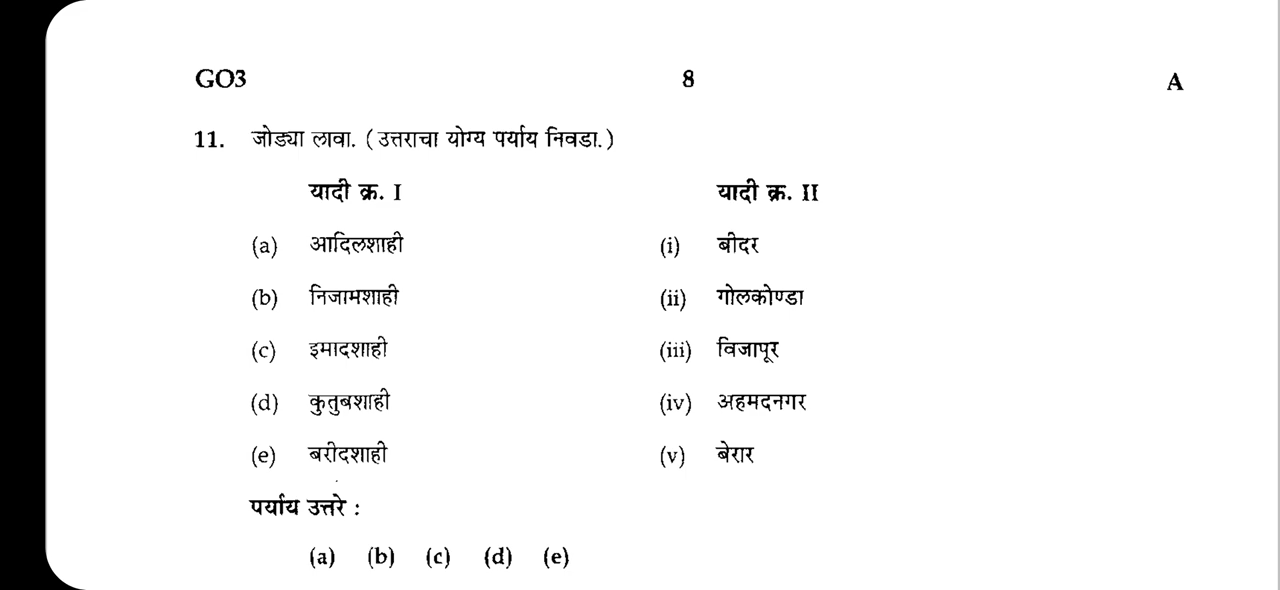 GO3 8 A
11. जोड्या लावा. (उत्तराचा योग्य पर्याय निवडा.)
यादी क्र. I यादी क्र. II
(a) आदिलशाही (i) बीदर
(b) निजामशाही (ii) गोलकोण्डा
(c) इमादशाही (iii) विजापूर
(d) कुतुबशाही (iv) अहमदनगर
(e) बरीदशाही (v) बेरार
पर्याय उत्तरे :
(a) (b) (c) (d) (e)